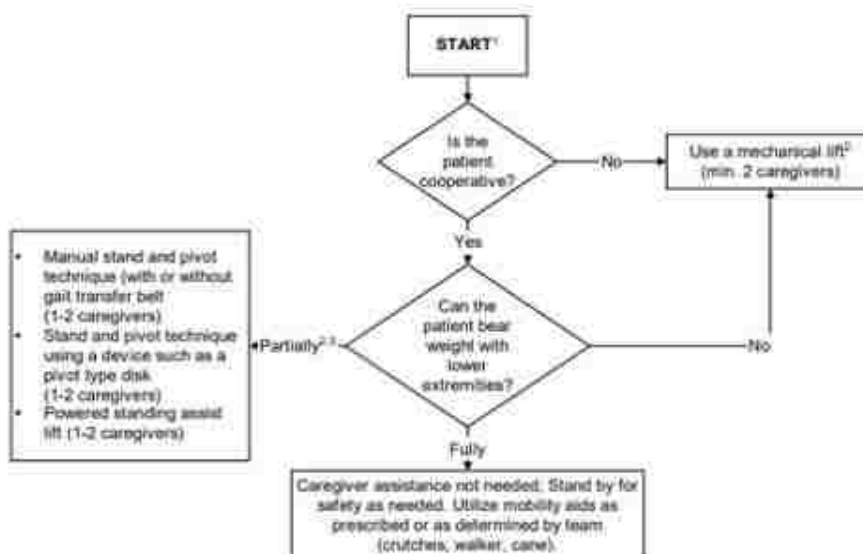 START¹
Is the
patient
cooperative?
No
Use a mechanical lift²
(min. 2 caregivers)
Yes
• Manual stand and pivot
technique (with or without
gait transfer belt
(1-2 caregivers)
• Stand and pivot technique
using a device such as a
pivot type disk
(1-2 caregivers)
• Powered standing assist
lift (1-2 caregivers)
Partially²,³
Can the
patient bear
weight with
lower
extremities?
No
Fully
Caregiver assistance not needed. Stand by for
safety as needed. Utilize mobility aids as
prescribed or as determined by team
(crutches, walker, cane).